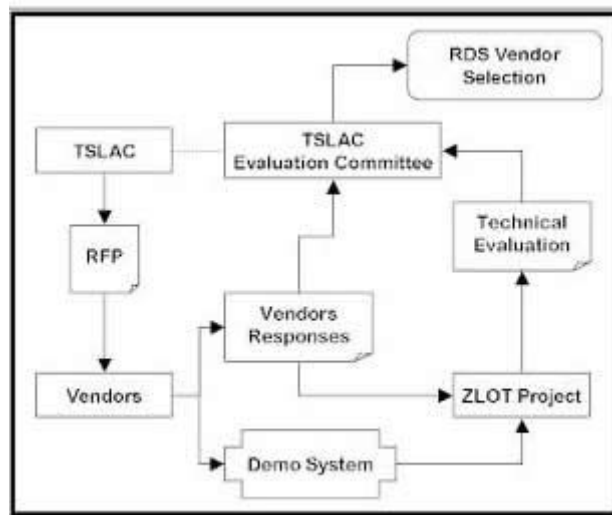 RDS Vendor
Selection
TSLAC
TSLAC
Evaluation Committee
Technical
Evaluation
RFP
Vendors
Responses
Vendors
ZLOT Project
Demo System